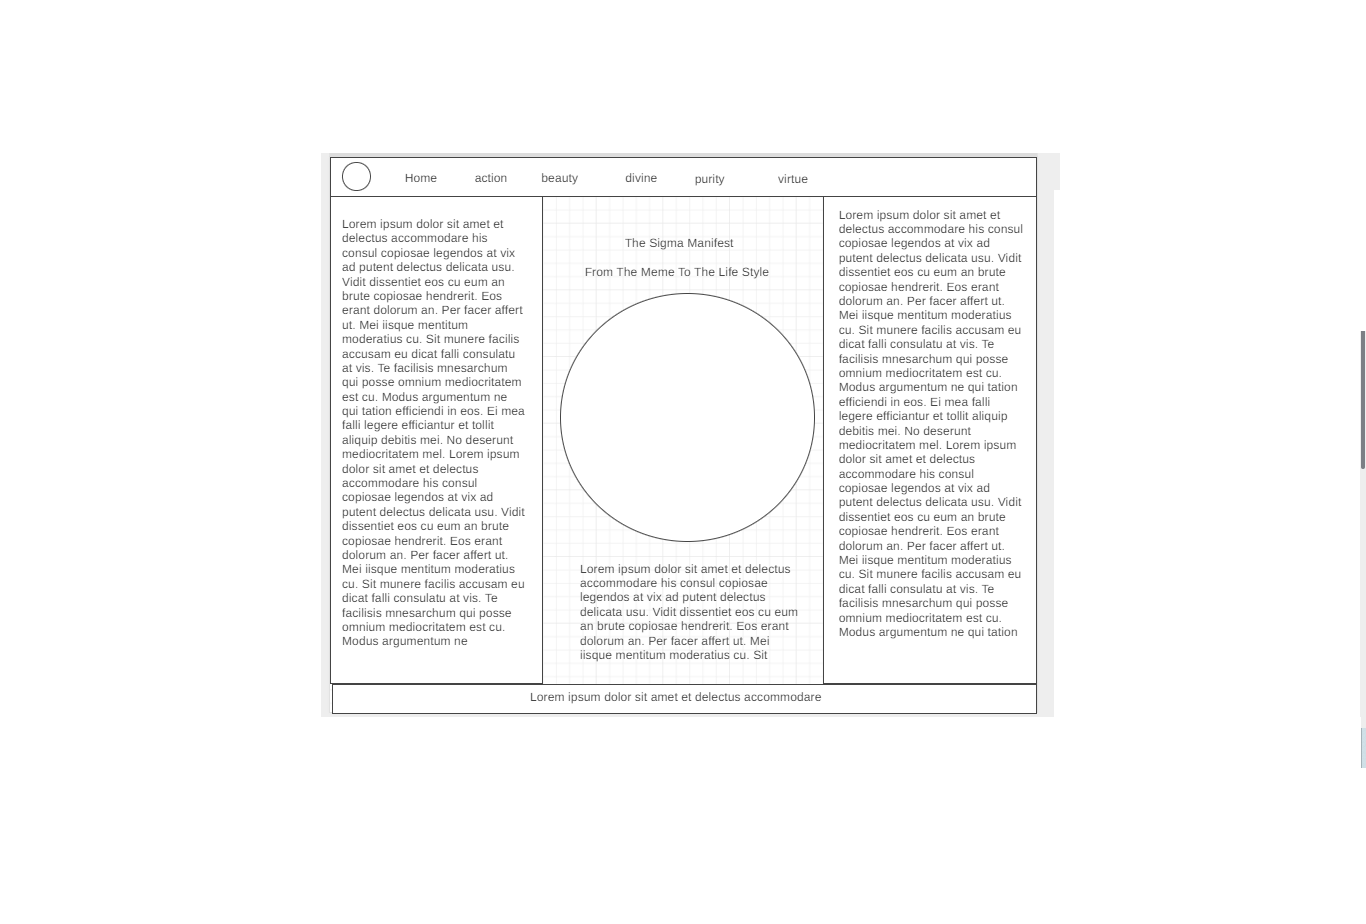 Home action beauty divine purity virtue
Lorem ipsum dolor sit amet et
delectus accommodare his
consul copiosae legendos at vix
ad putent delectus delicata usu.
Vidit dissentiet eos cu eum an
brute copiosae hendrerit. Eos
erant dolorum an. Per facer affert
ut. Mei iisque mentitum
moderatius cu. Sit munere facilis
accusam eu dicat falli consulatu
at vis. Te facilisis mnesarchum
qui posse omnium mediocritatem
est cu. Modus argumentum ne
qui tation efficiendi in eos. Ei mea
falli legere efficiantur et tollit
aliquip debitis mei. No deserunt
mediocritatem mel. Lorem ipsum
dolor sit amet et delectus
accommodare his consul
copiosae legendos at vix ad
putent delectus delicata usu. Vidit
dissentiet eos cu eum an brute
copiosae hendrerit. Eos erant
dolorum an. Per facer affert ut.
Mei iisque mentitum moderatius
cu. Sit munere facilis accusam eu
dicat falli consulatu at vis. Te
facilisis mnesarchum qui posse
omnium mediocritatem est cu.
Modus argumentum ne
The Sigma Manifest
From The Meme To The Life Style
Lorem ipsum dolor sit amet et delectus
accommodare his consul copiosae
legendos at vix ad putent delectus
delicata usu. Vidit dissentiet eos cu eum
an brute copiosae hendrerit. Eos erant
dolorum an. Per facer affert ut. Mei
iisque mentitum moderatius cu. Sit
Lorem ipsum dolor sit amet et
delectus accommodare his consul
copiosae legendos at vix ad
putent delectus delicata usu. Vidit
dissentiet eos cu eum an brute
copiosae hendrerit. Eos erant
dolorum an. Per facer affert ut.
Mei iisque mentitum moderatius
cu. Sit munere facilis accusam eu
dicat falli consulatu at vis. Te
facilisis mnesarchum qui posse
omnium mediocritatem est cu.
Modus argumentum ne qui tation
efficiendi in eos. Ei mea falli
legere efficiantur et tollit aliquip
debitis mei. No deserunt
mediocritatem mel. Lorem ipsum
dolor sit amet et delectus
accommodare his consul
copiosae legendos at vix ad
putent delectus delicata usu. Vidit
dissentiet eos cu eum an brute
copiosae hendrerit. Eos erant
dolorum an. Per facer affert ut.
Mei iisque mentitum moderatius
cu. Sit munere facilis accusam eu
dicat falli consulatu at vis. Te
facilisis mnesarchum qui posse
omnium mediocritatem est cu.
Modus argumentum ne qui tation
Lorem ipsum dolor sit amet et delectus accommodare